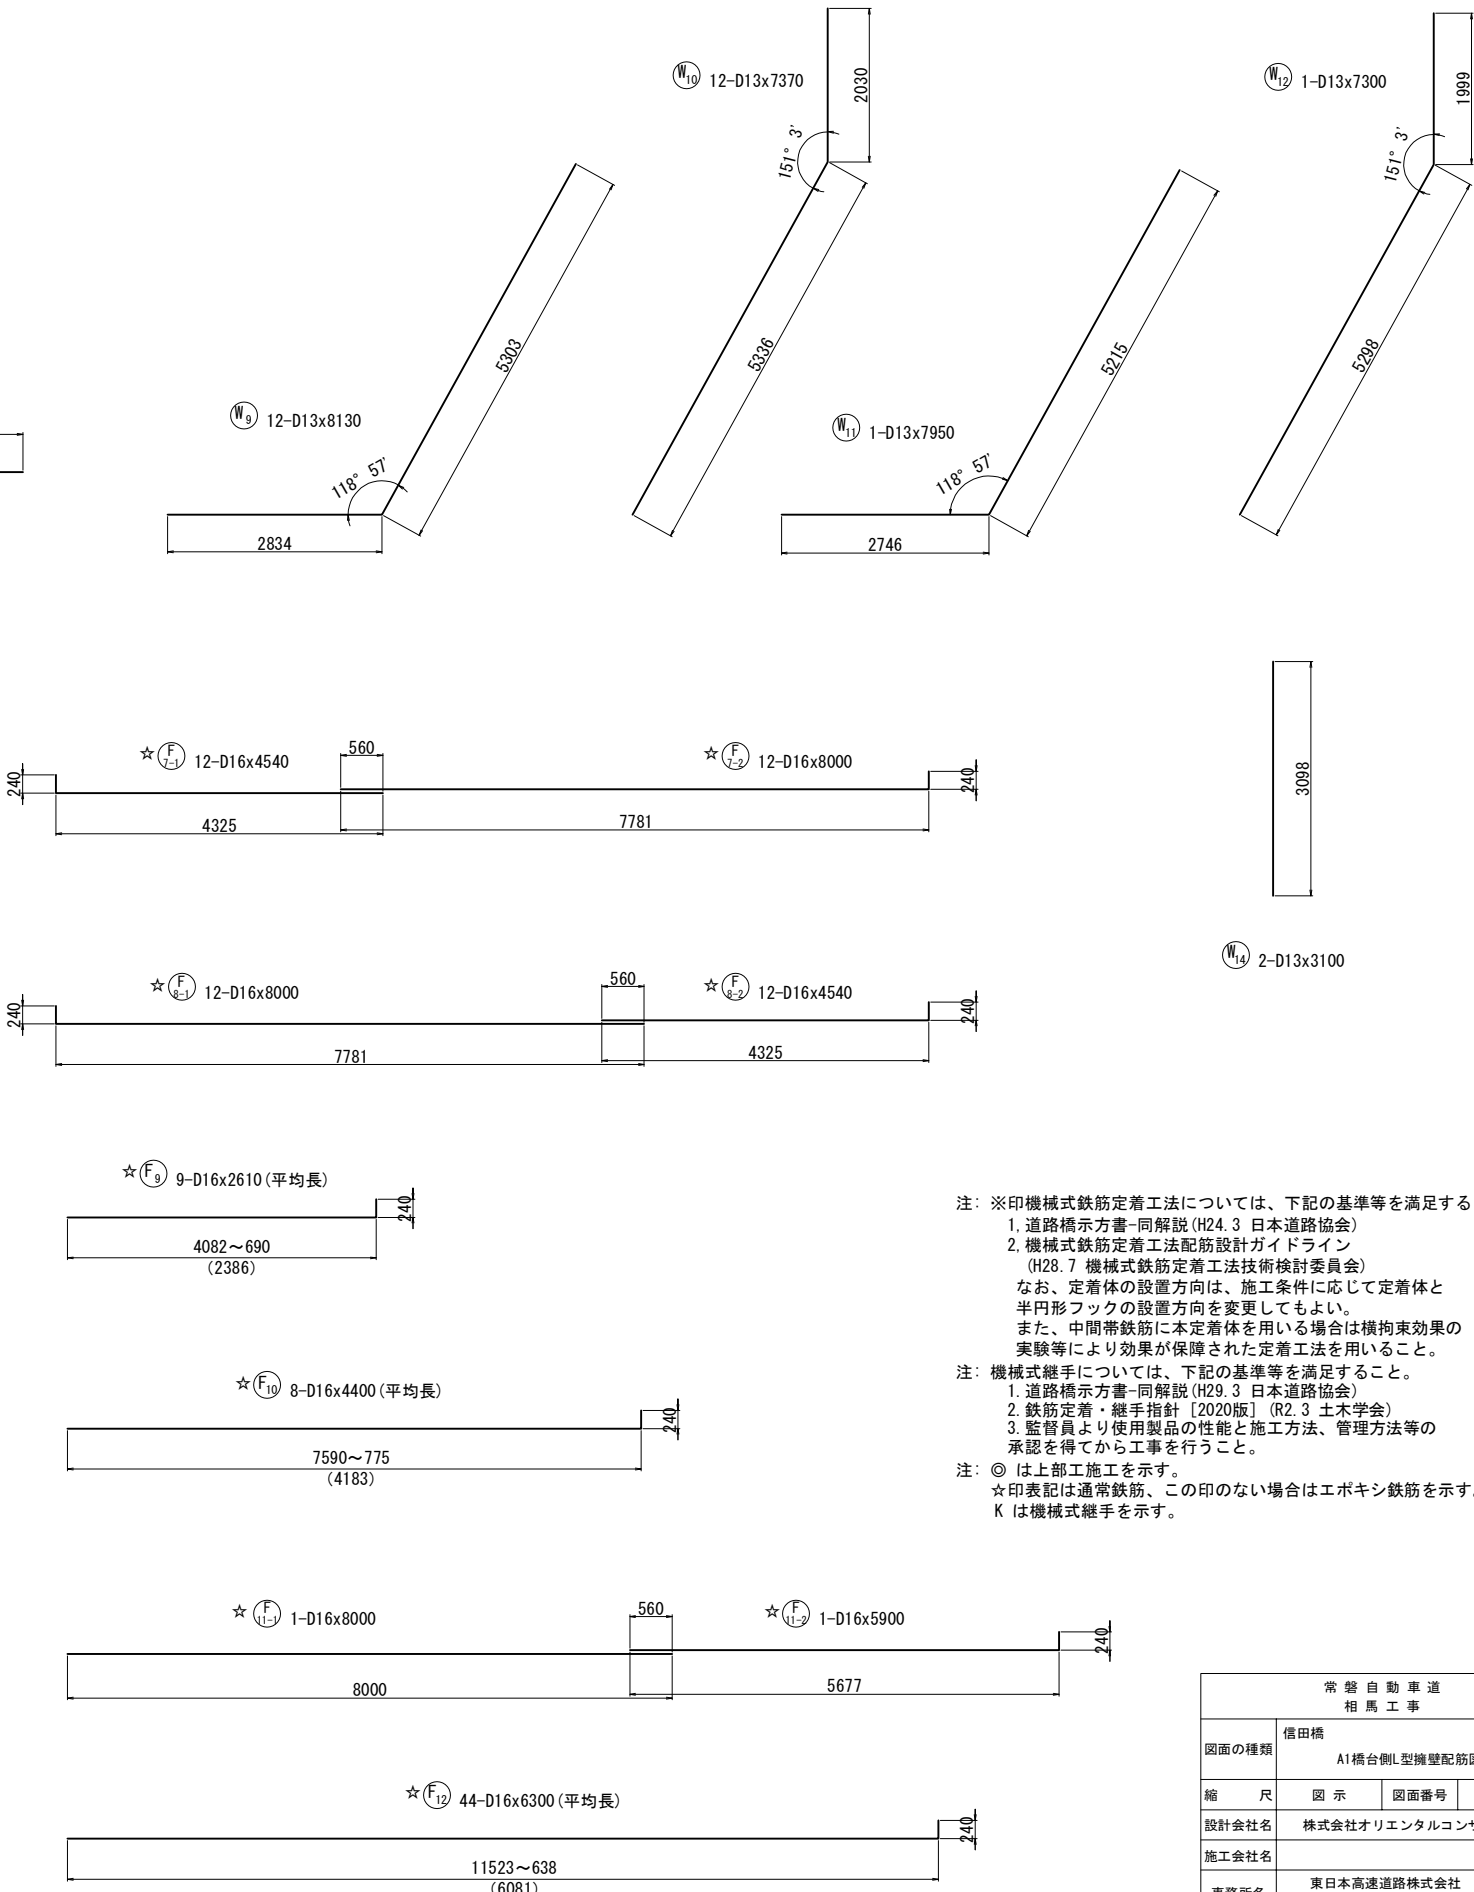 W10 12-D13x7370
2030
151° 3'
5336
W12 1-D13x7300
1999
151° 3'
5298
W9 12-D13x8130
5303
118° 57'
2834
W11 1-D13x7950
5215
118° 57'
2746
☆ F7-1 12-D16x4540
560
☆ F7-2 12-D16x8000
240
240
4325
7781
3098
W14 2-D13x3100
☆ F8-1 12-D16x8000
560
☆ F8-2 12-D16x4540
240
240
7781
4325
☆ F9 9-D16x2610(平均長)
240
4082～690
(2386)
☆ F10 8-D16x4400(平均長)
240
7590～775
(4183)
注: ※印機械式鉄筋定着工法については、下記の基準等を満足する
1,道路橋示方書-同解説(H24.3 日本道路協会)
2,機械式鉄筋定着工法配筋設計ガイドライン
(H28.7 機械式鉄筋定着工法技術検討委員会)
なお、定着体の設置方向は、施工条件に応じて定着体と
半円形フックの設置方向を変更してもよい。
また、中間帯鉄筋に本定着体を用いる場合は横拘束効果の
実験等により効果が保障された定着工法を用いること。
注: 機械式継手については、下記の基準等を満足すること。
1.道路橋示方書-同解説(H29.3 日本道路協会)
2.鉄筋定着・継手指針［2020版］(R2.3 土木学会)
3.監督員より使用製品の性能と施工方法、管理方法等の
承認を得てから工事を行うこと。
注: ◎ は上部工施工を示す。
☆印表記は通常鉄筋、この印のない場合はエポキシ鉄筋を示す。
K は機械式継手を示す。
☆ F11-1 1-D16x8000
560
☆ F11-2 1-D16x5900
240
8000
5677
☆ F12 44-D16x6300(平均長)
240
11523～638
(6081)
常磐自動車道
相馬工事
図面の種類
信田橋
A1橋台側L型擁壁配筋図
縮 尺 図 示 図面番号
設計会社名 株式会社オリエンタルコンサ
施工会社名
事務所名 東日本高速道路株式会社